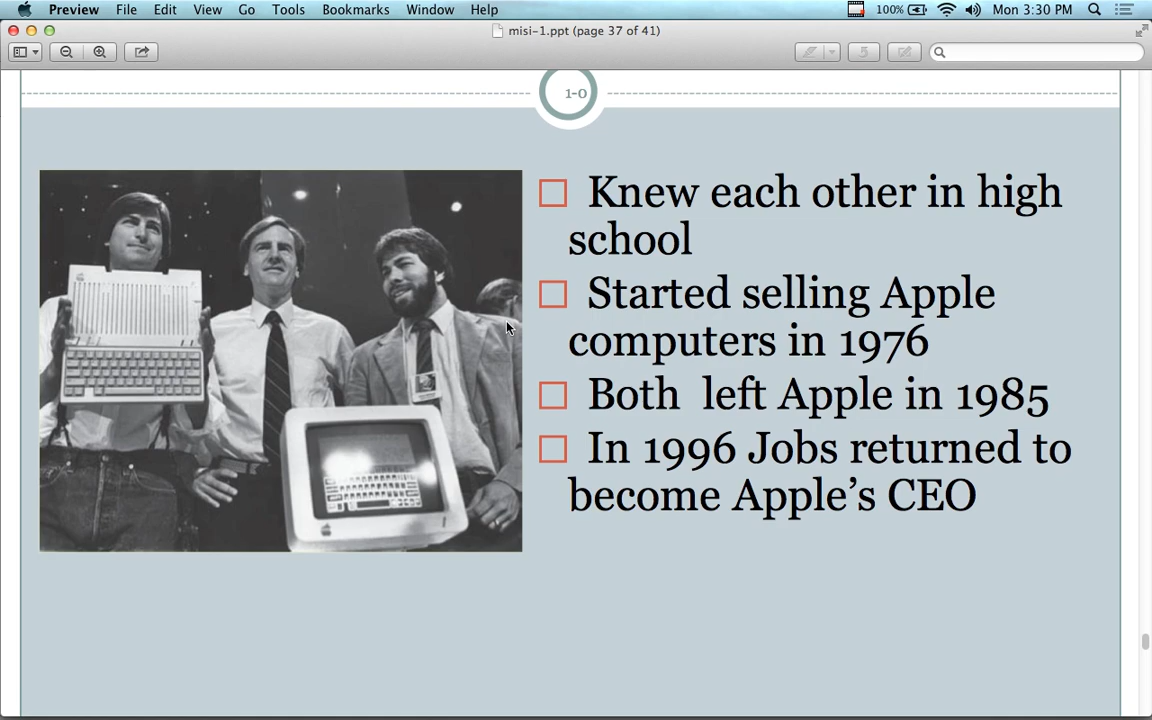 Preview File Edit View Go Tools Bookmarks Window Help 100% Mon 3:30 PM
misi-1.ppt (page 37 of 41)
1-0
Knew each other in high
school
Started selling Apple
computers in 1976
Both left Apple in 1985
In 1996 Jobs returned to
become Apple’s CEO